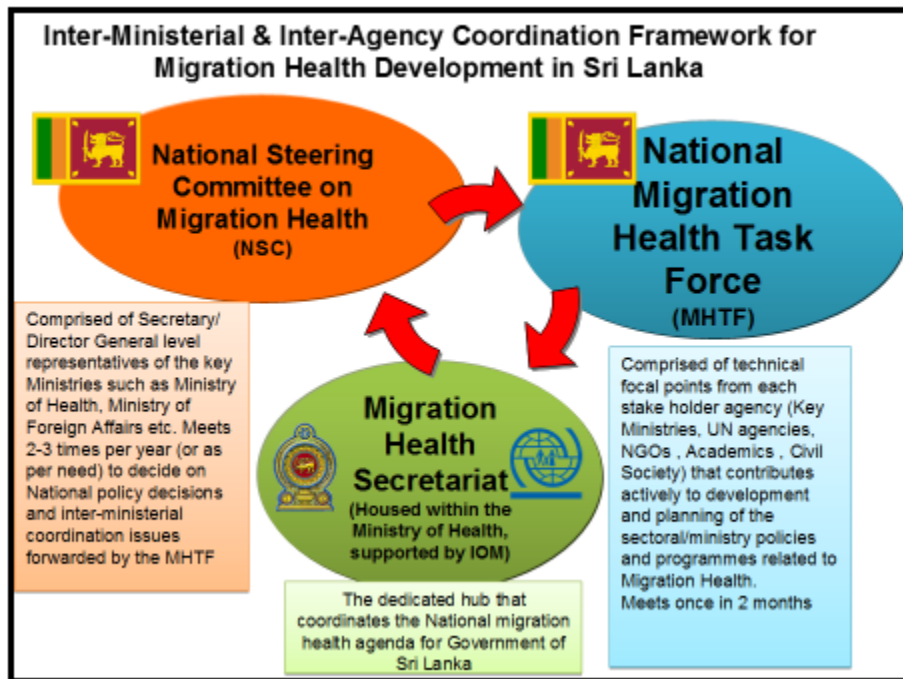 Inter-Ministerial & Inter-Agency Coordination Framework for
Migration Health Development in Sri Lanka
National Steering
Committee on
Migration Health
(NSC)
National
Migration
Health Task
Force
(MHTF)
Comprised of Secretary/
Director General level
representatives of the key
Ministries such as Ministry
of Health, Ministry of
Foreign Affairs etc. Meets
2-3 times per year (or as
per need) to decide on
National policy decisions
and inter-ministerial
coordination issues
forwarded by the MHTF
Migration
Health
Secretariat
(Housed within the
Ministry of Health,
supported by IOM)
The dedicated hub that
coordinates the National migration
health agenda for Government of
Sri Lanka
Comprised of technical
focal points from each
stake holder agency (Key
Ministries, UN agencies,
NGOs , Academics , Civil
Society) that contributes
actively to development
and planning of the
sectoral/ministry policies
and programmes related to
Migration Health.
Meets once in 2 months